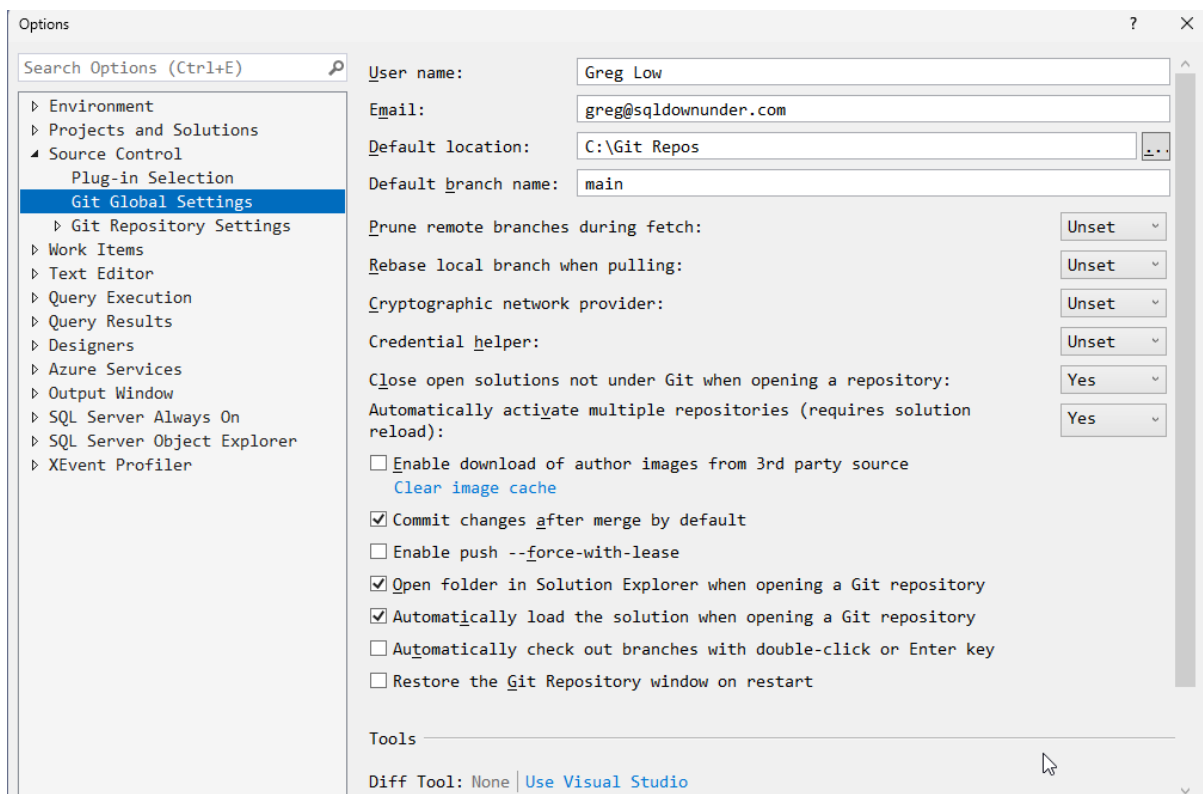 Options
?
Search Options (Ctrl+E)
Environment
Projects and Solutions
Source Control
Plug-in Selection
Git Global Settings
Git Repository Settings
Work Items
Text Editor
Query Execution
Query Results
Designers
Azure Services
Output Window
SQL Server Always On
SQL Server Object Explorer
XEvent Profiler
User name: Greg Low
Email: greg@sqldownunder.com
Default location: C:\Git Repos ...
Default branch name: main
Prune remote branches during fetch: Unset
Rebase local branch when pulling: Unset
Cryptographic network provider: Unset
Credential helper: Unset
Close open solutions not under Git when opening a repository: Yes
Automatically activate multiple repositories (requires solution
reload): Yes
Enable download of author images from 3rd party source
Clear image cache
Commit changes after merge by default
Enable push --force-with-lease
Open folder in Solution Explorer when opening a Git repository
Automatically load the solution when opening a Git repository
Automatically check out branches with double-click or Enter key
Restore the Git Repository window on restart
Tools
Diff Tool: None | Use Visual Studio